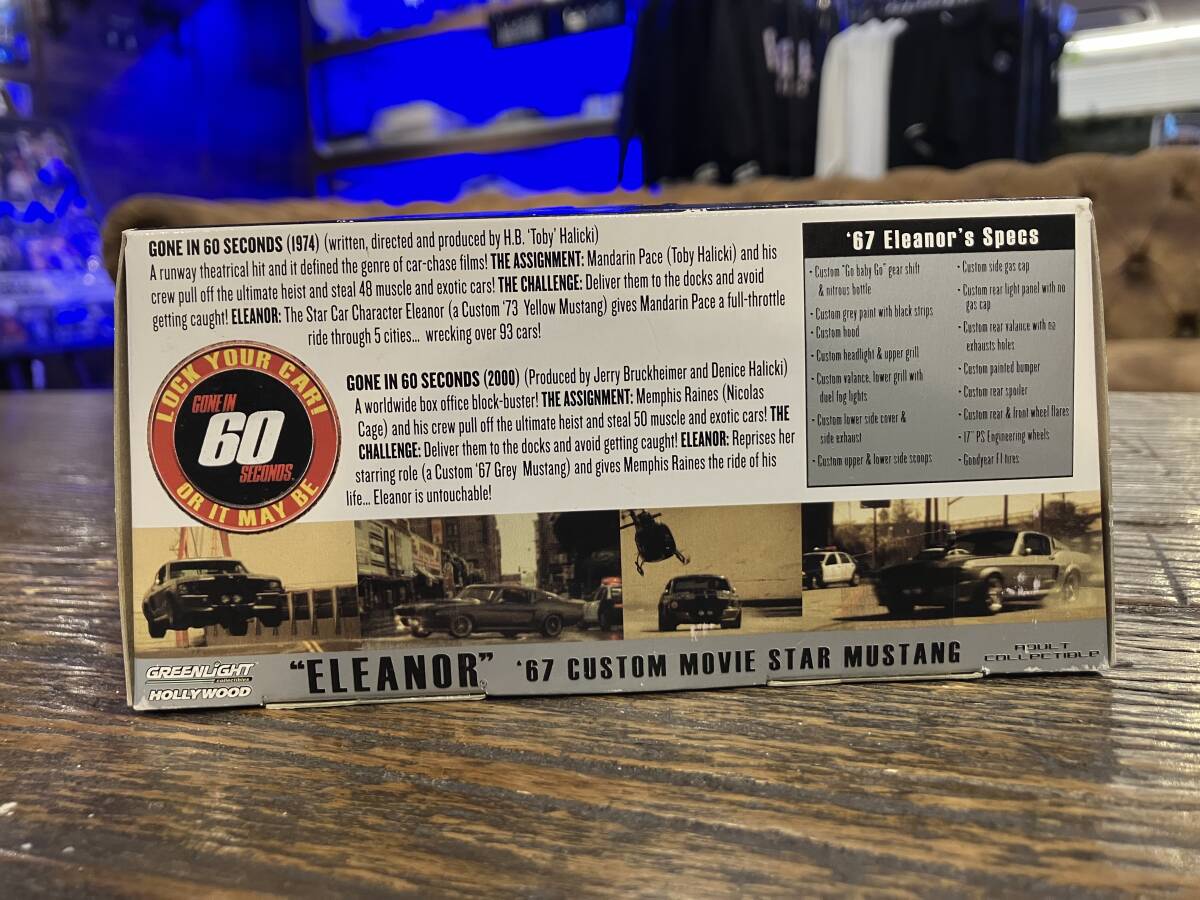 GONE IN 60 SECONDS (1974) (written, directed and produced by H.B. 'Toby' Halicki)
A runway theatrical hit and it defined the genre of car-chase films! THE ASSIGNMENT: Mandarin Pace (Toby Halicki) and his
crew pull off the ultimate heist and steal 48 muscle and exotic cars! THE CHALLENGE: Deliver them to the docks and avoid
getting caught! ELEANOR: The Star Car Character Eleanor (a Custom '73 Yellow Mustang) gives Mandarin Pace a full-throttle
ride through 5 cities... wrecking over 93 cars!
LOCK YOUR CAR!
GONE IN
60
SECONDS
OR IT MAY BE
GONE IN 60 SECONDS (2000) (Produced by Jerry Bruckheimer and Denice Halicki)
A worldwide box office block-buster! THE ASSIGNMENT: Memphis Raines (Nicolas
Cage) and his crew pull off the ultimate heist and steal 50 muscle and exotic cars! THE
CHALLENGE: Deliver them to the docks and avoid getting caught! ELEANOR: Reprises her
starring role (a Custom '67 Grey Mustang) and gives Memphis Raines the ride of his
life... Eleanor is untouchable!
'67 Eleanor's Specs
· Custom "Go baby Go" gear shift
& nitrous bottle
· Custom grey paint with black strips
· Custom hood
· Custom headlight & upper grill
· Custom valance, lower grill with
duel fog lights
· Custom lower side cover &
side exhaust
· Custom upper & lower side scoops
· Custom side gas cap
· Custom rear light panel with no
gas cap
· Custom rear valance with no
exhausts holes
· Custom painted bumper
· Custom rear spoiler
· Custom rear & front wheel flares
· 17" PS Engineering wheels
· Goodyear F1 tires
GREENLIGHT
collectibles
HOLLYWOOD
"ELEANOR" '67 CUSTOM MOVIE STAR MUSTANG
ADULT
COLLECTIBLE